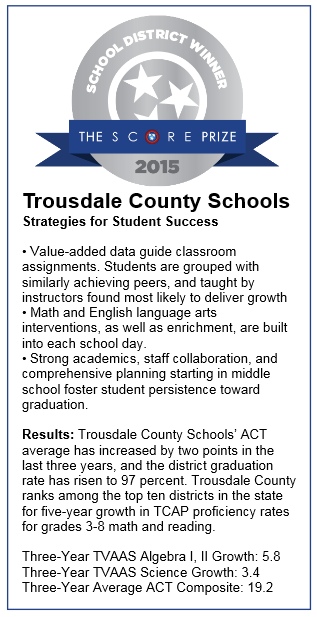 SCHOOL DISTRICT WINNER
THE SCORE PRIZE
2015
Trousdale County Schools
Strategies for Student Success
• Value-added data guide classroom
assignments. Students are grouped with
similarly achieving peers, and taught by
instructors found most likely to deliver growth
• Math and English language arts
interventions, as well as enrichment, are built
into each school day.
• Strong academics, staff collaboration, and
comprehensive planning starting in middle
school foster student persistence toward
graduation.
Results: Trousdale County Schools' ACT
average has increased by two points in the
last three years, and the district graduation
rate has risen to 97 percent. Trousdale County
ranks among the top ten districts in the state
for five-year growth in TCAP proficiency rates
for grades 3-8 math and reading.
Three-Year TVAAS Algebra I, II Growth: 5.8
Three-Year TVAAS Science Growth: 3.4
Three-Year Average ACT Composite: 19.2